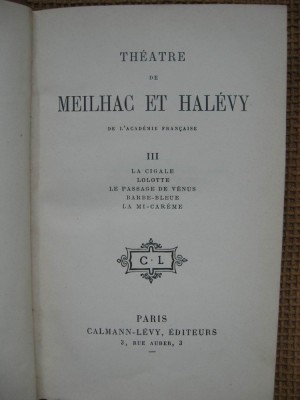 THÉATRE
DE
MEILHAC ET HALÉVY
DE L'ACADÉMIE FRANÇAISE
III
LA CIGALE
LOLOTTE
LE PASSAGE DE VÉNUS
BARBE-BLEUE
LA MI-CARÊME
C·L
PARIS
CALMANN-LÉVY, ÉDITEURS
3, RUE AUBER, 3